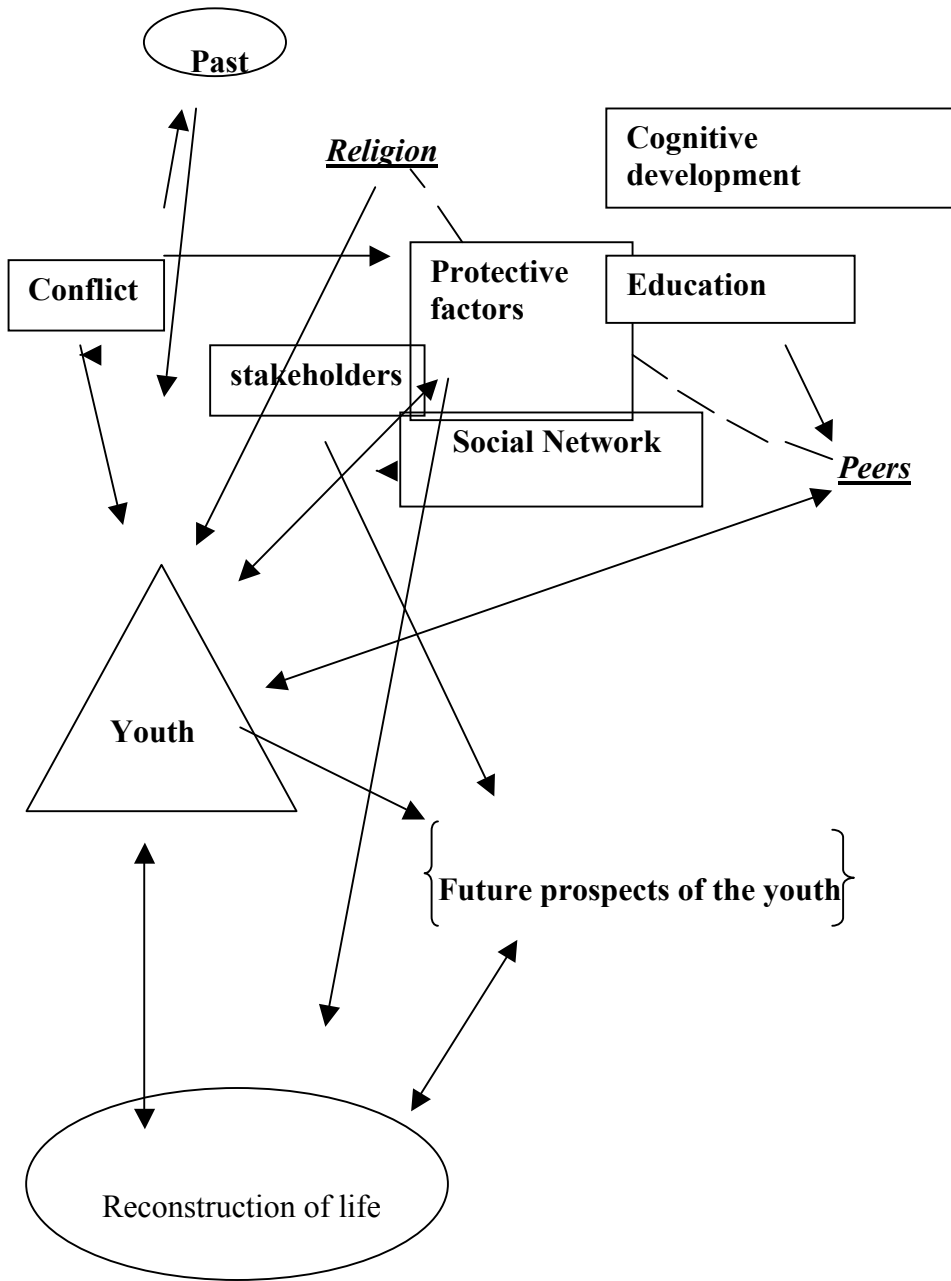 Past
Religion
Cognitive
development
Conflict
Protective
factors
Education
stakeholders
Social Network
Peers
Youth
Future prospects of the youth
Reconstruction of life